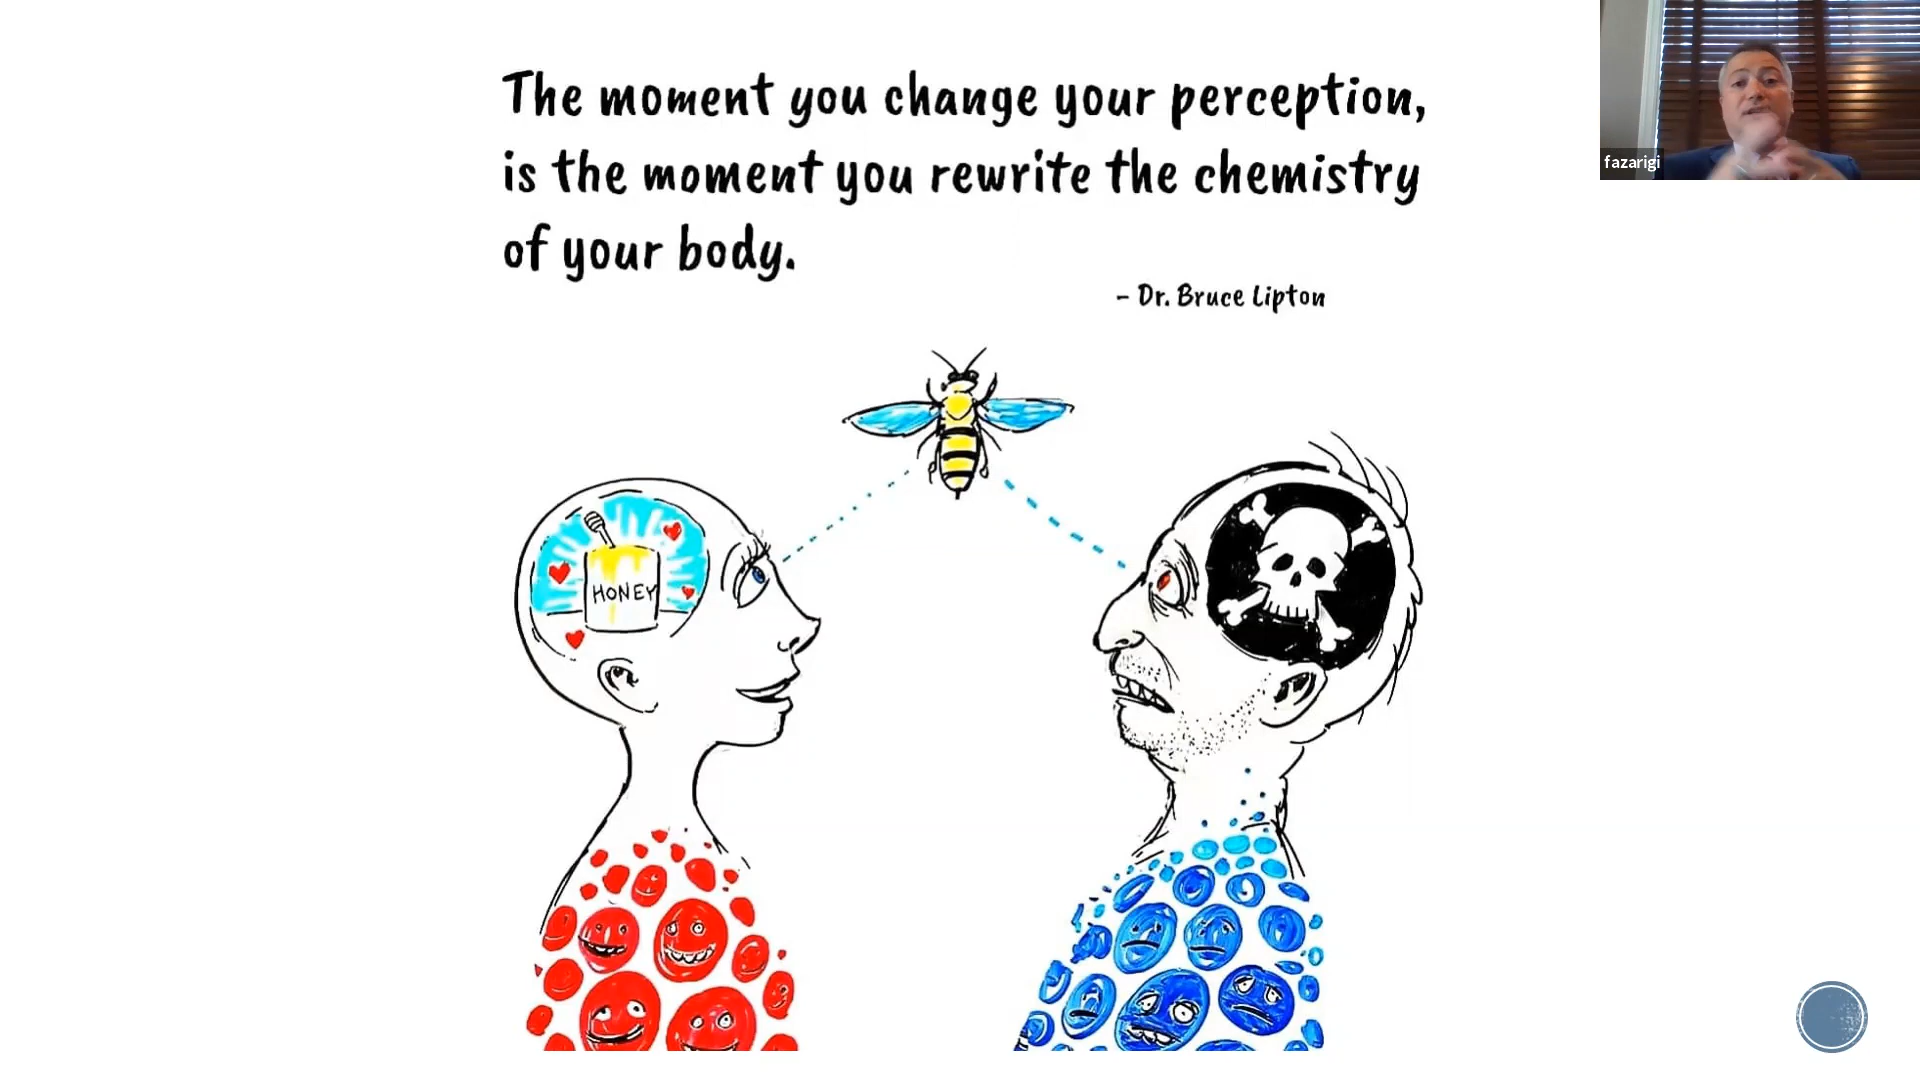 The moment you change your perception,
is the moment you rewrite the chemistry
of your body.
– Dr. Bruce Lipton
HONEY
fazarigi